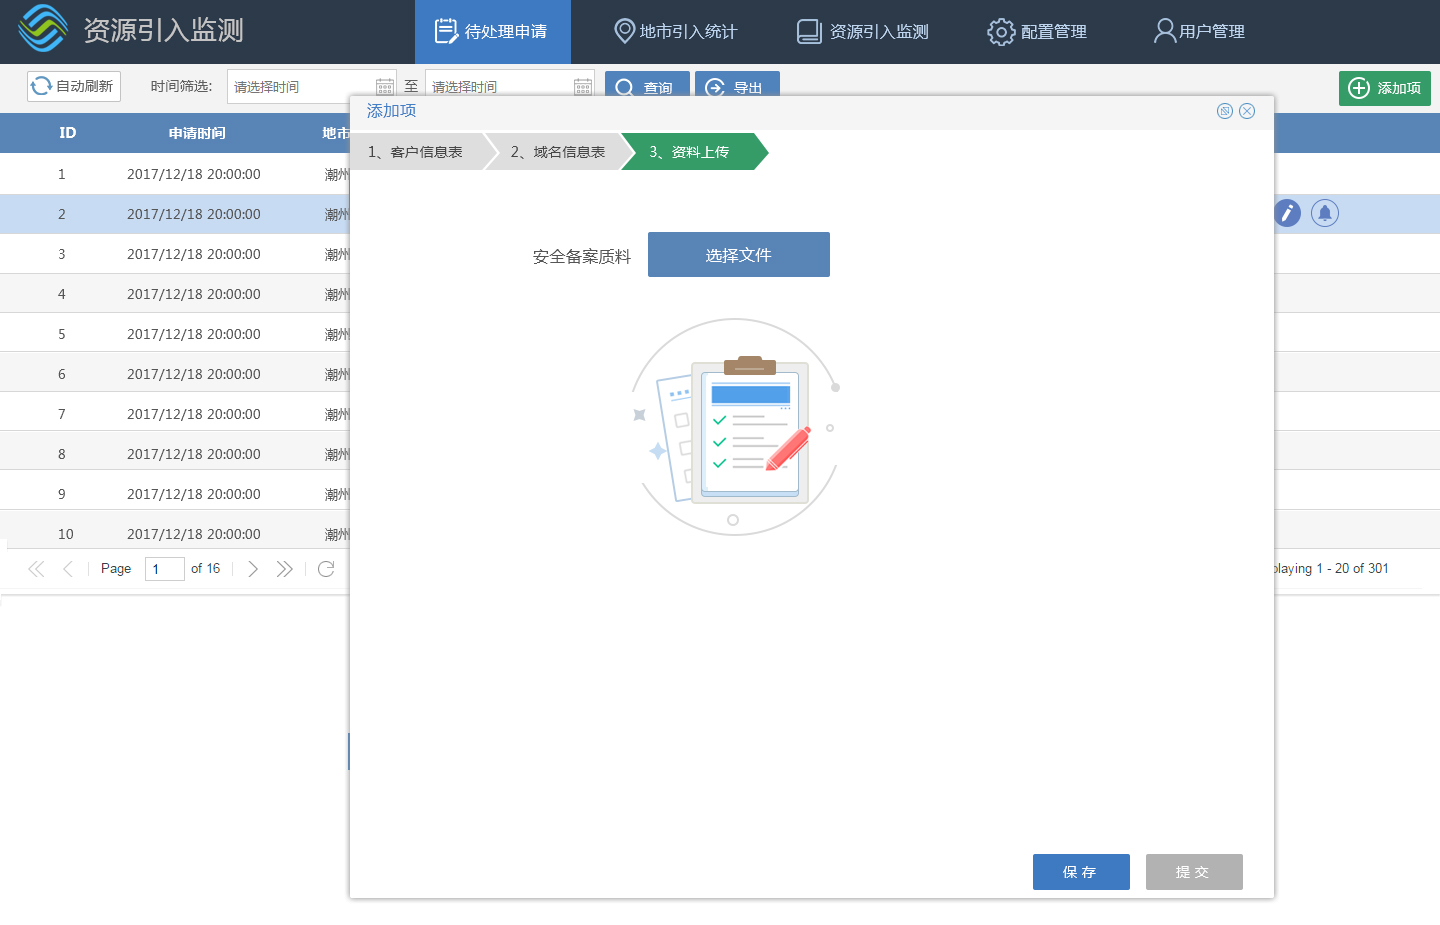 资源引入监测
待处理申请
地市引入统计
资源引入监测
配置管理
用户管理
自动刷新
时间筛选:
请选择时间
至
请选择时间
查询
导出
添加项
添加项
ID 申请时间 地市
1、客户信息表
2、域名信息表
3、资料上传
1 2017/12/18 20:00:00 潮州
2 2017/12/18 20:00:00 潮州
3 2017/12/18 20:00:00 潮州
4 2017/12/18 20:00:00 潮州
5 2017/12/18 20:00:00 潮州
6 2017/12/18 20:00:00 潮州
7 2017/12/18 20:00:00 潮州
8 2017/12/18 20:00:00 潮州
9 2017/12/18 20:00:00 潮州
10 2017/12/18 20:00:00 潮州
安全备案质料
选择文件
Page 1 of 16
playing 1 - 20 of 301
保存
提交